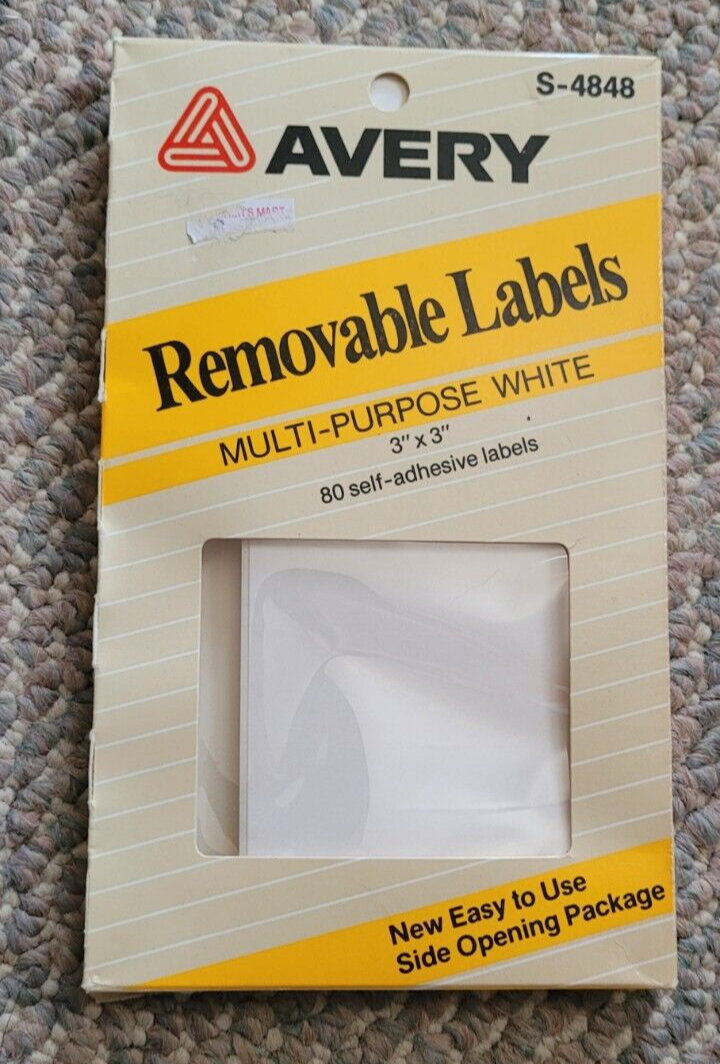 S-4848
AVERY
MART
Removable Labels
MULTI-PURPOSE WHITE
3" x 3"
80 self-adhesive labels
New Easy to Use
Side Opening Package